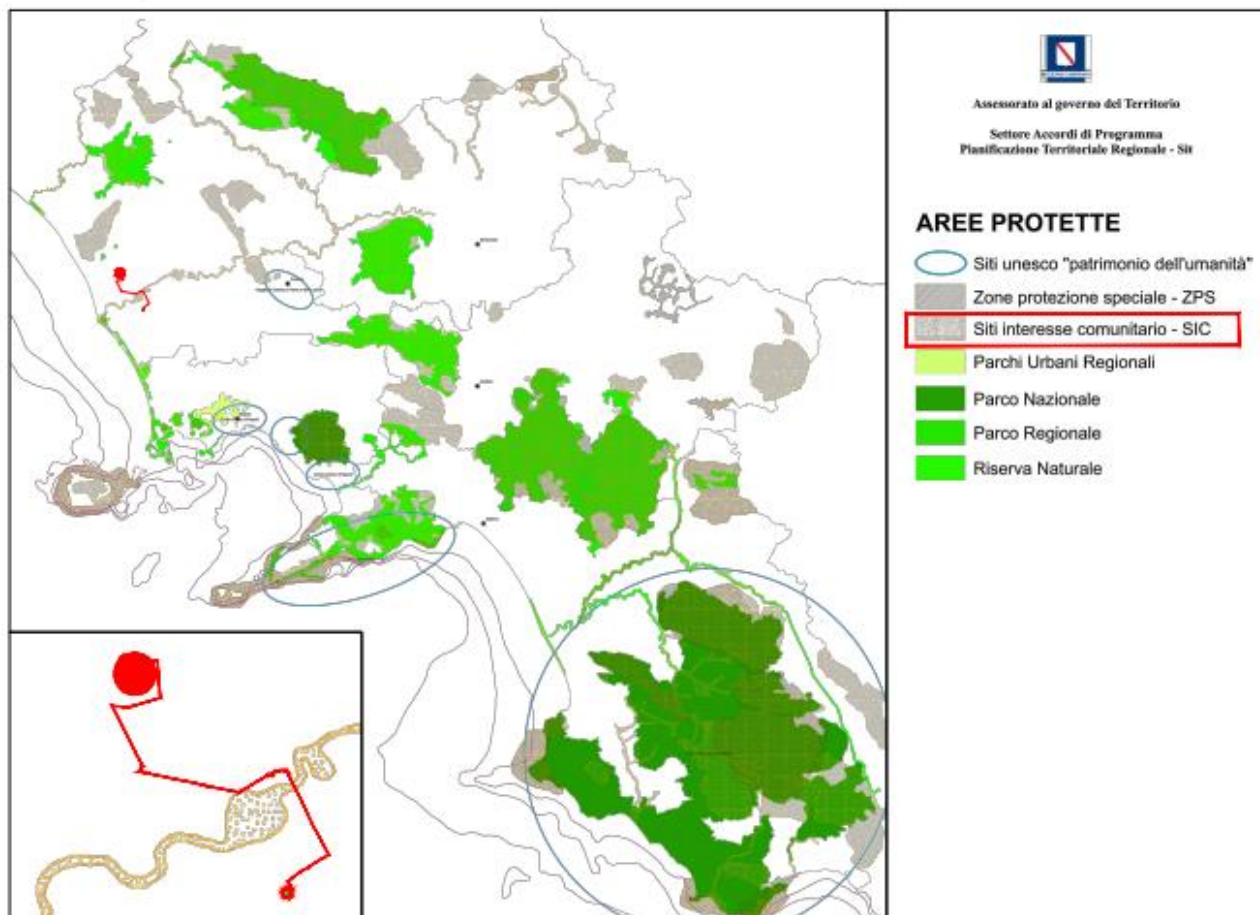 Assessorato al governo del Territorio
Settore Accordi di Programma
Pianificazione Territoriale Regionale - Sit
AREE PROTETTE
Siti unesco "patrimonio dell'umanità"
Zone protezione speciale - ZPS
Siti interesse comunitario - SIC
Parchi Urbani Regionali
Parco Nazionale
Parco Regionale
Riserva Naturale